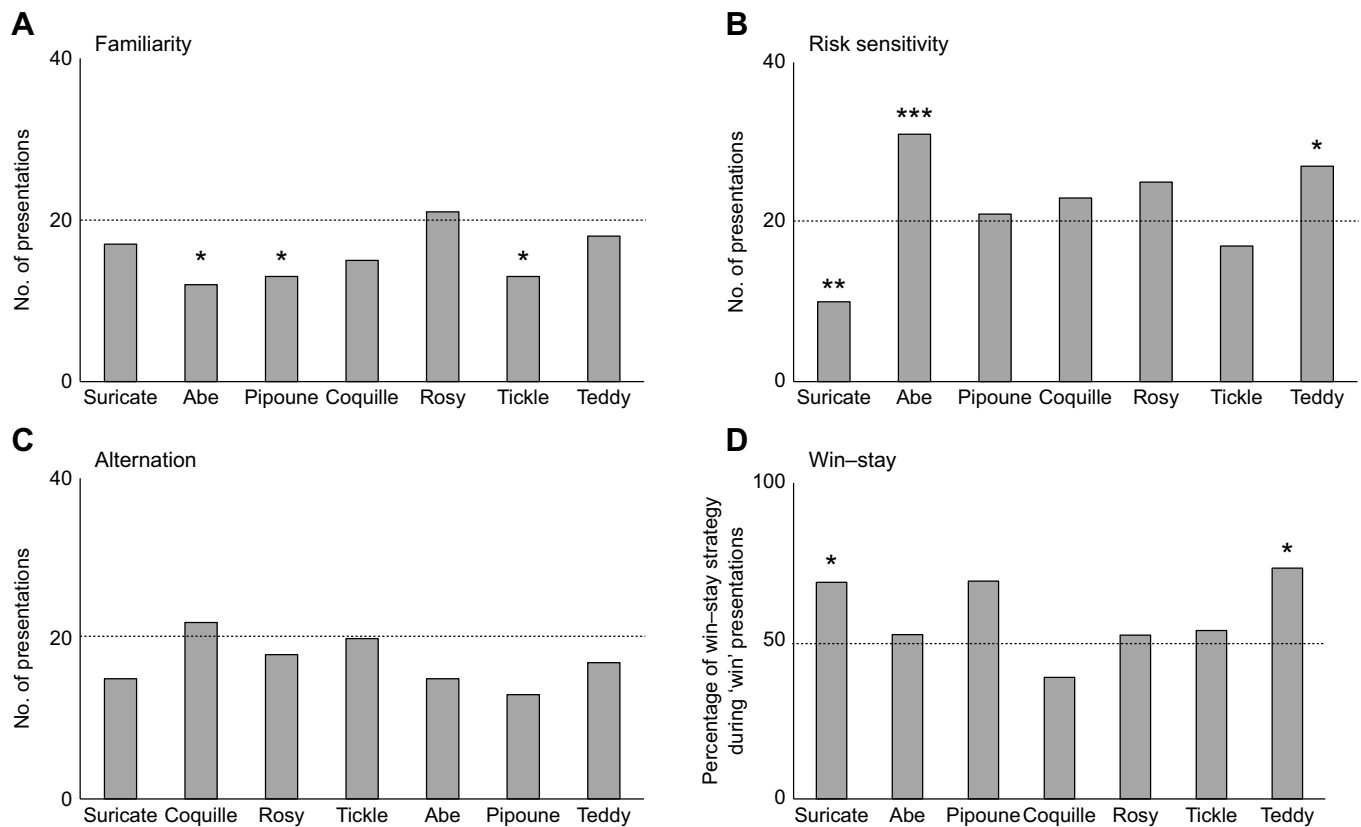 A
Familiarity
No. of presentations
40
20
0
*
*
*
Suricate Abe Pipoune Coquille Rosy Tickle Teddy
B
Risk sensitivity
No. of presentations
40
20
0
**
***
*
Suricate Abe Pipoune Coquille Rosy Tickle Teddy
C
Alternation
No. of presentations
40
20
0
Suricate Coquille Rosy Tickle Abe Pipoune Teddy
D
Win–stay
Percentage of win–stay strategy
during ‘win’ presentations
100
50
0
*
*
Suricate Abe Pipoune Coquille Rosy Tickle Teddy